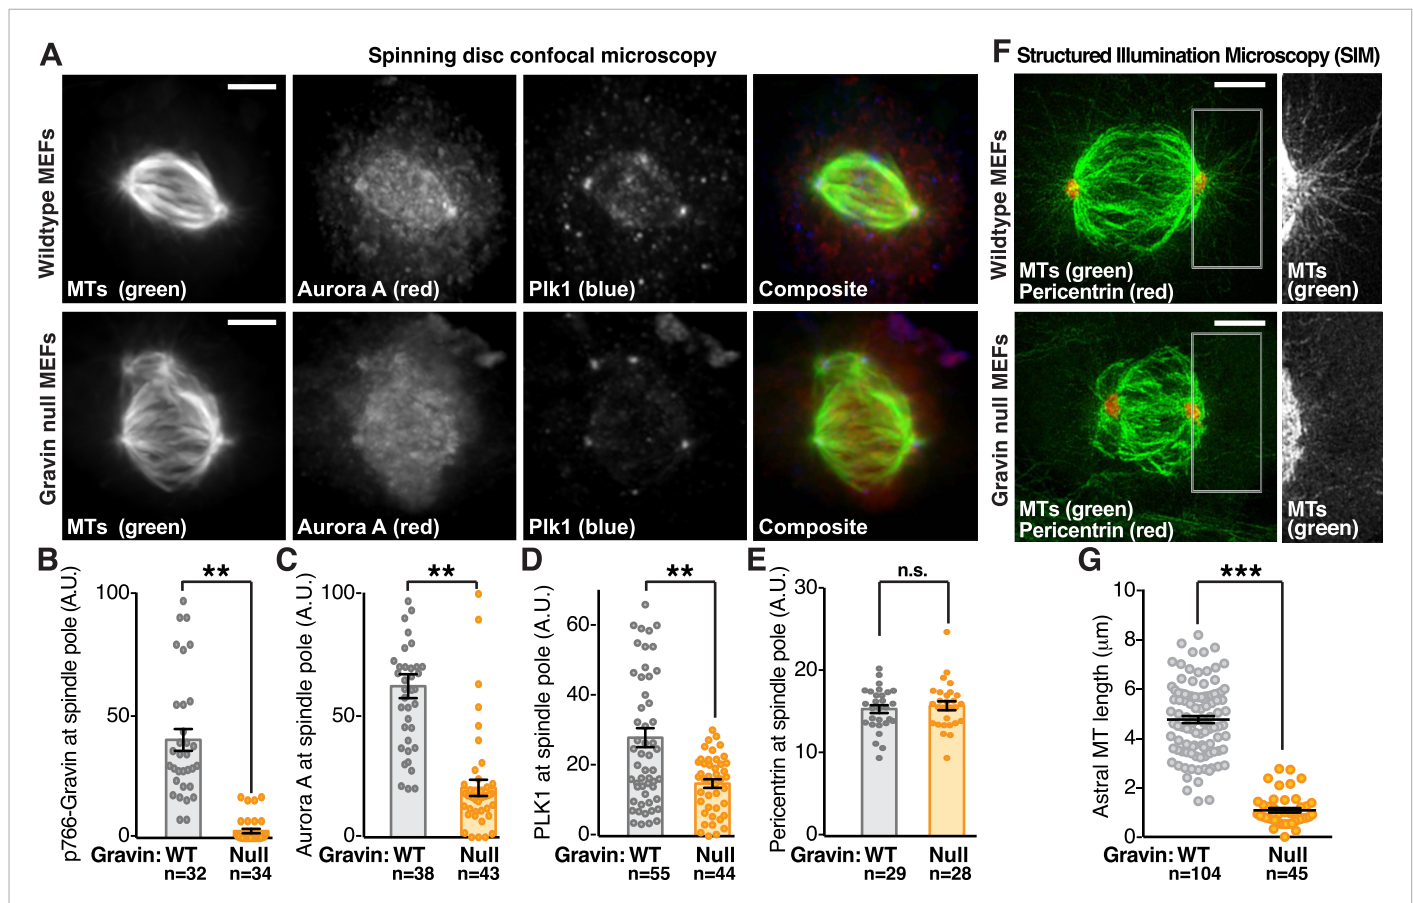 A
Spinning disc confocal microscopy
Wildtype MEFs
MTs (green)
Aurora A (red)
Plk1 (blue)
Composite
Gravin null MEFs
MTs (green)
Aurora A (red)
Plk1 (blue)
Composite
F
Structured Illumination Microscopy (SIM)
Wildtype MEFs
MTs (green)
Pericentrin (red)
MTs
(green)
Gravin null MEFs
MTs (green)
Pericentrin (red)
MTs
(green)
B
p766-Gravin at spindle pole (A.U.)
100
50
0
**
Gravin: WT Null
n=32 n=34
C
Aurora A at spindle pole (A.U.)
100
50
0
**
Gravin: WT Null
n=38 n=43
D
PLK1 at spindle pole (A.U.)
60
40
20
0
**
Gravin: WT Null
n=55 n=44
E
Pericentrin at spindle pole (A.U.)
30
20
10
0
n.s.
Gravin: WT Null
n=29 n=28
G
Astral MT length (μm)
10
8
6
4
2
0
***
Gravin: WT Null
n=104 n=45